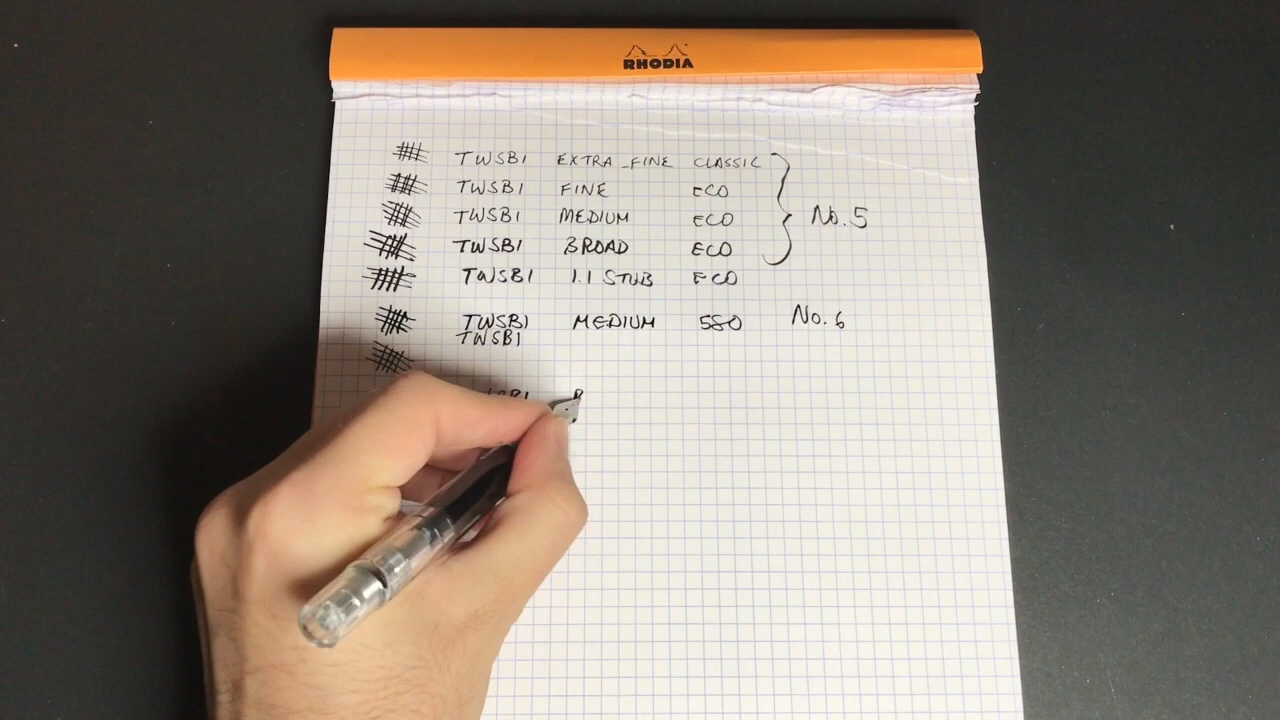 RHODIA
TWSBI EXTRA FINE CLASSIC
TWSBI FINE ECO
TWSBI MEDIUM ECO No. 5
TWSBI BROAD ECO
TWSBI 1.1 STUB ECO
TWSBI MEDIUM 580 No. 6
TWSBI